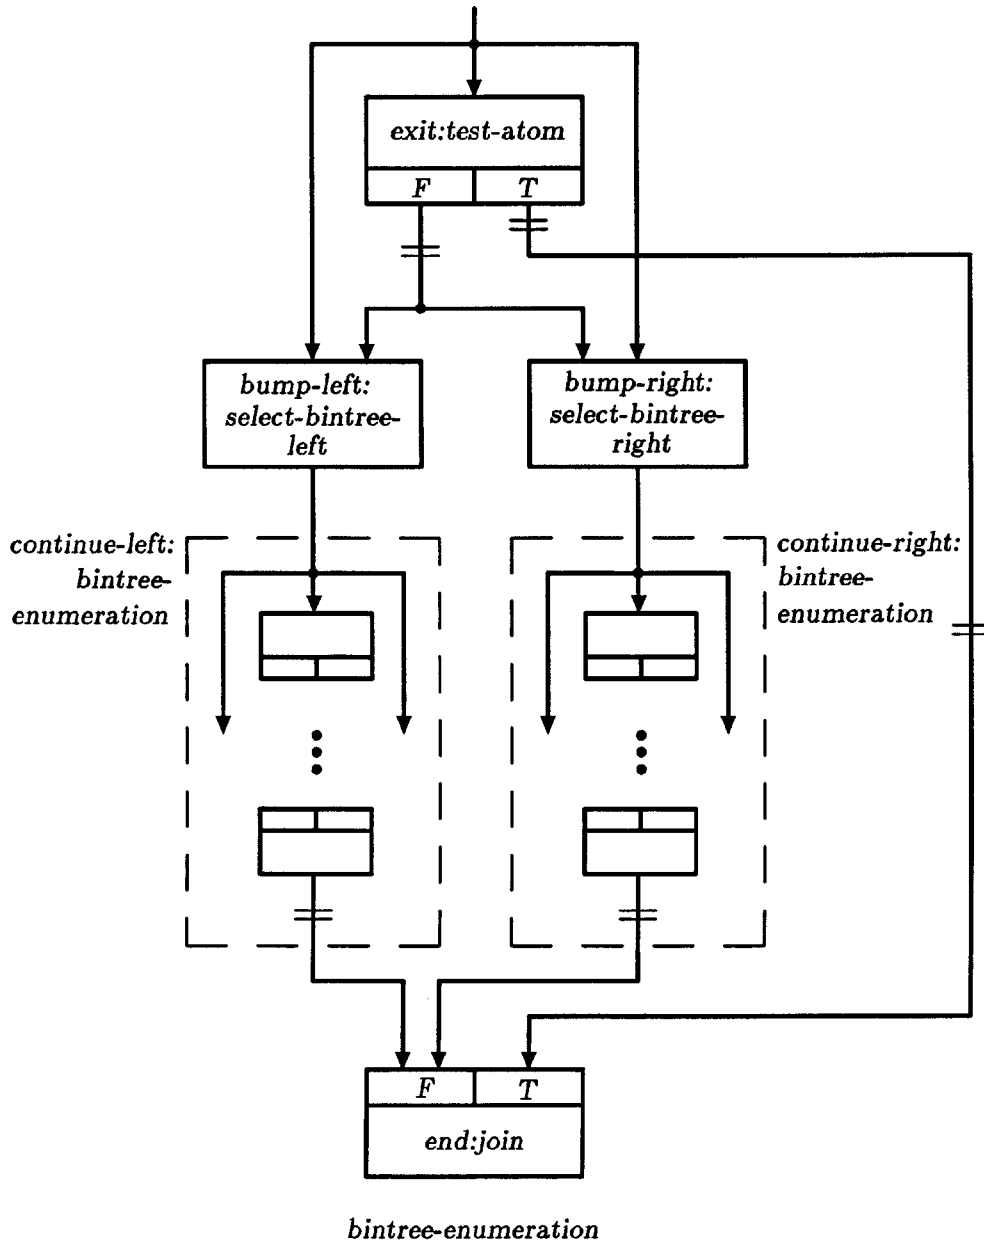 exit:test-atom
F T
bump-left:
select-bintree-
left
bump-right:
select-bintree-
right
continue-left:
bintree-
enumeration
continue-right:
bintree-
enumeration
F T
end:join
bintree-enumeration